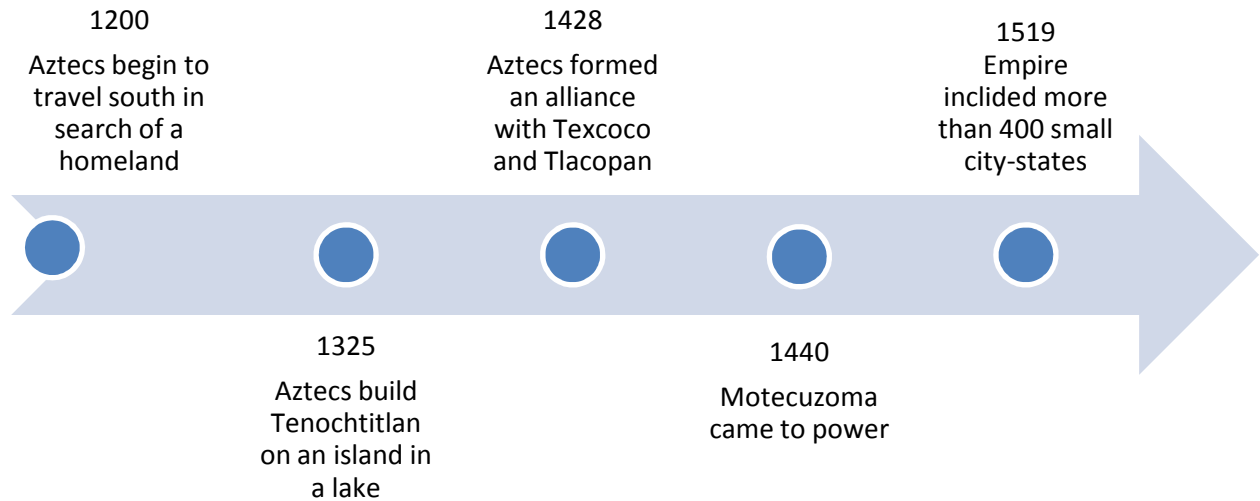 1200
Aztecs begin to
travel south in
search of a
homeland
1325
Aztecs build
Tenochtitlan
on an island in
a lake
1428
Aztecs formed
an alliance
with Texcoco
and Tlacopan
1440
Motecuzoma
came to power
1519
Empire
inclided more
than 400 small
city-states